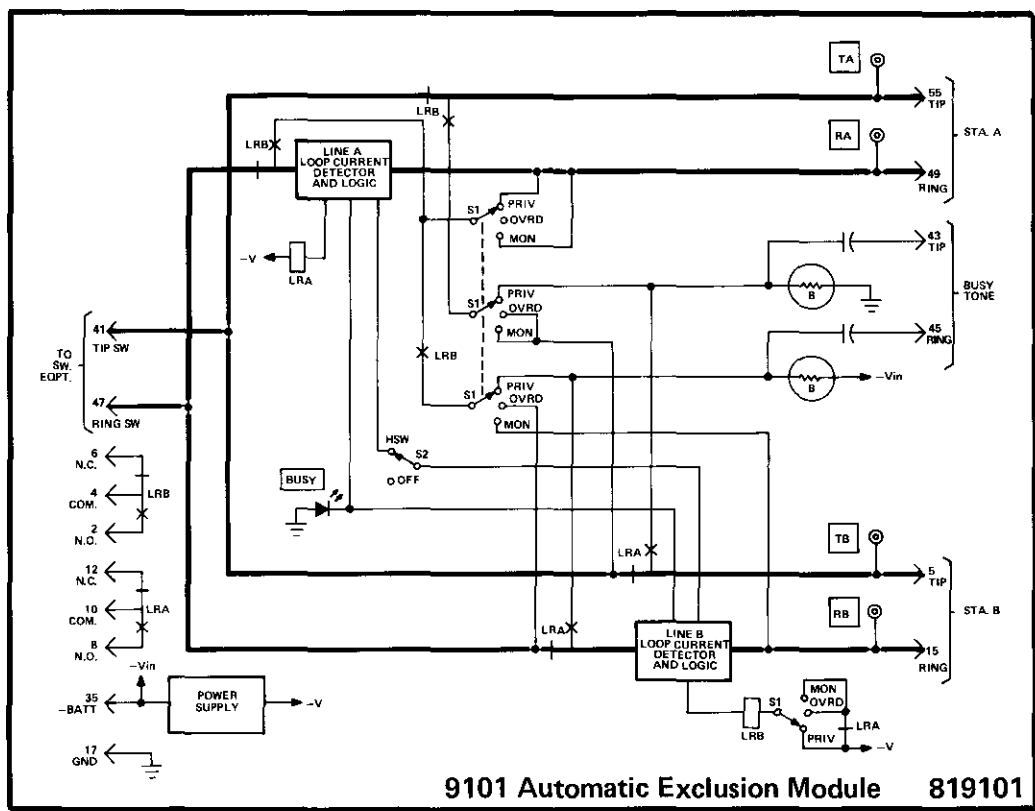 TA
55
TIP
STA. A
LRB
LRB
RA
LINE A
LOOP CURRENT
DETECTOR
AND LOGIC
49
RING
S1
PRIV
OVRD
MON
43
TIP
-V
LRA
B
BUSY
TONE
S1
PRIV
OVRD
MON
41
TIP SW
TO
SW.
EQPT.
45
RING
LRB
B
-Vin
S1
PRIV
OVRD
MON
47
RING SW
HSW
S2
OFF
6
N.C.
4
COM.
LRB
2
N.O.
BUSY
TB
LRA
5
TIP
12
N.C.
10
COM.
LRA
8
N.O.
STA. B
RB
LRA
LINE B
LOOP CURRENT
DETECTOR
AND LOGIC
15
RING
-Vin
35
-BATT
POWER
SUPPLY
-V
LRB
S1
MON
OVRD
PRIV
LRA
-V
17
GND
9101 Automatic Exclusion Module 819101